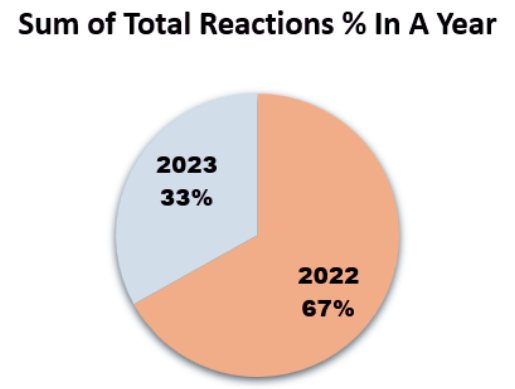 Sum of Total Reactions % In A Year
2023
33%
2022
67%